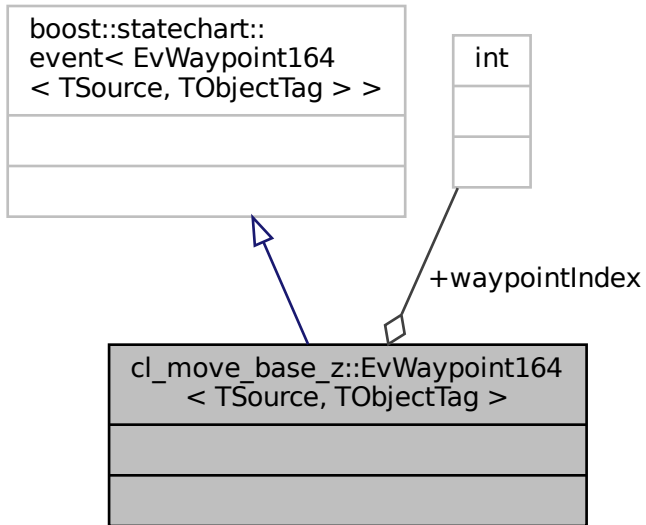 boost::statechart::
event< EvWaypoint164
< TSource, TObjectTag > >
int
+waypointIndex
cl_move_base_z::EvWaypoint164
< TSource, TObjectTag >